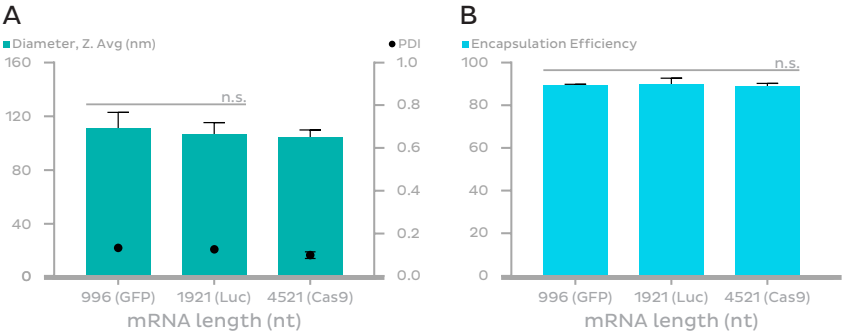 A
Diameter, Z. Avg (nm)
PDI
160
120
80
40
0
1.0
0.8
0.6
0.4
0.2
0.0
n.s.
996 (GFP)
1921 (Luc)
4521 (Cas9)
mRNA length (nt)
B
Encapsulation Efficiency
100
80
60
40
20
0
n.s.
996 (GFP)
1921 (Luc)
4521 (Cas9)
mRNA length (nt)